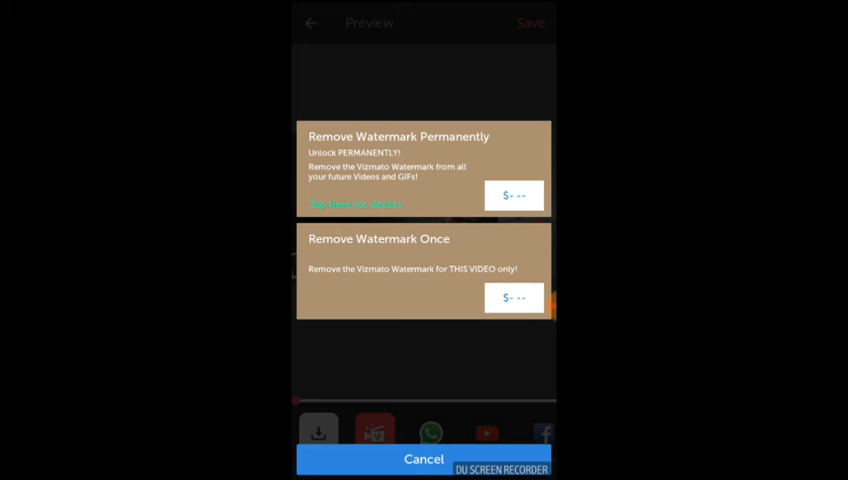 Preview
Save
Remove Watermark Permanently
Unlock PERMANENTLY!
Remove the Vizmato Watermark from all
your future Videos and GIFs!
$- --
Tap here for details
Remove Watermark Once
Remove the Vizmato Watermark for THIS VIDEO only!
$- --
Cancel
DU SCREEN RECORDER